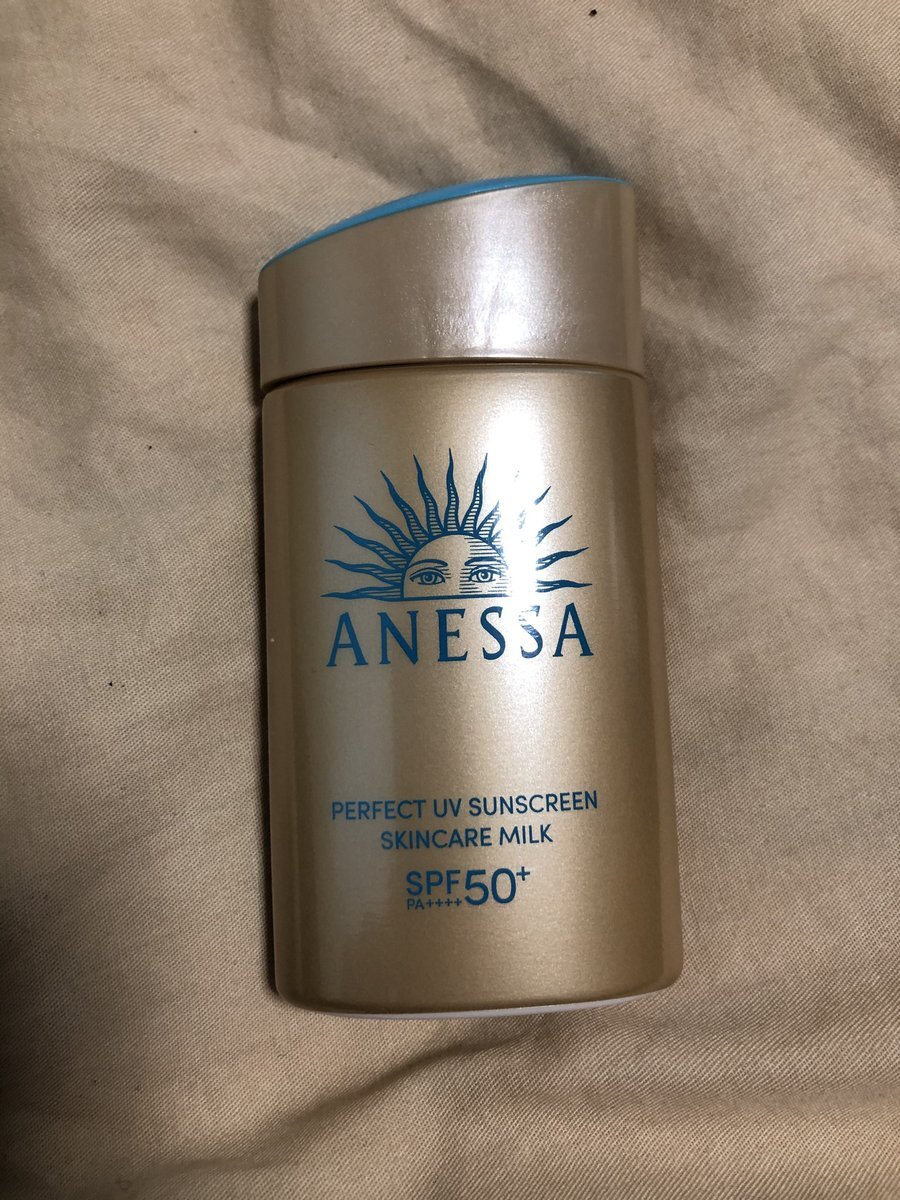 ANESSA
PERFECT UV SUNSCREEN
SKINCARE MILK
SPF50+
PA++++